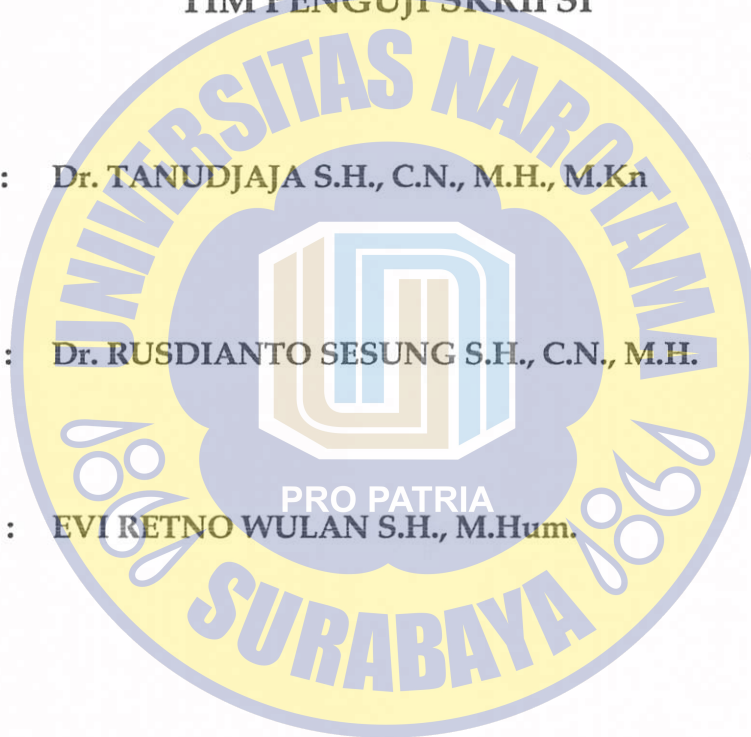 TIM PENGUJI SKRIPSI
UNIVERSITAS NAROTAMA
: Dr. TANUDJAJA S.H., C.N., M.H., M.Kn
: Dr. RUSDIANTO SESUNG S.H., C.N., M.H.
PRO PATRIA
: EVI RETNO WULAN S.H., M.Hum.
SURABAYA